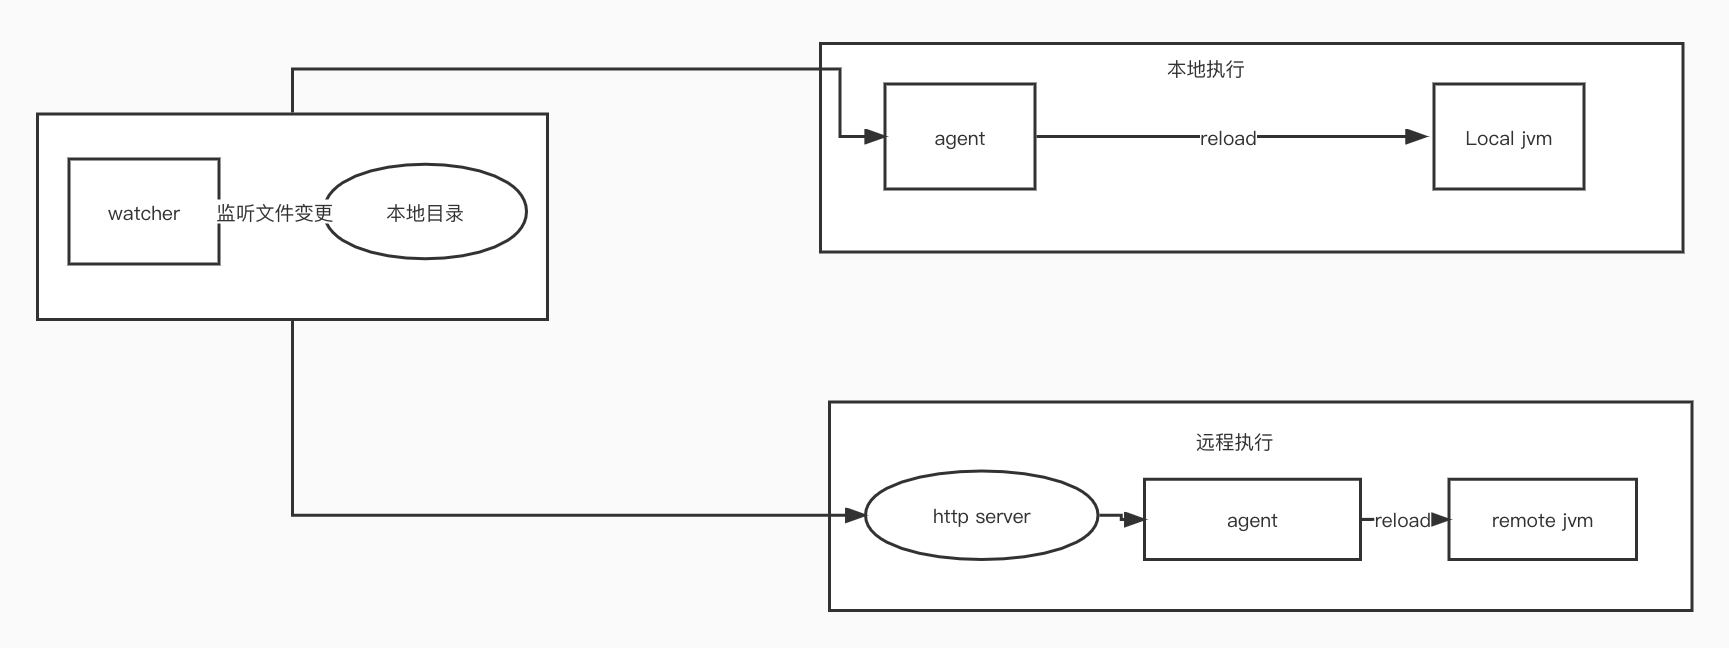 watcher
监听文件变更
本地目录
本地执行
agent
reload
Local jvm
远程执行
http server
agent
reload
remote jvm